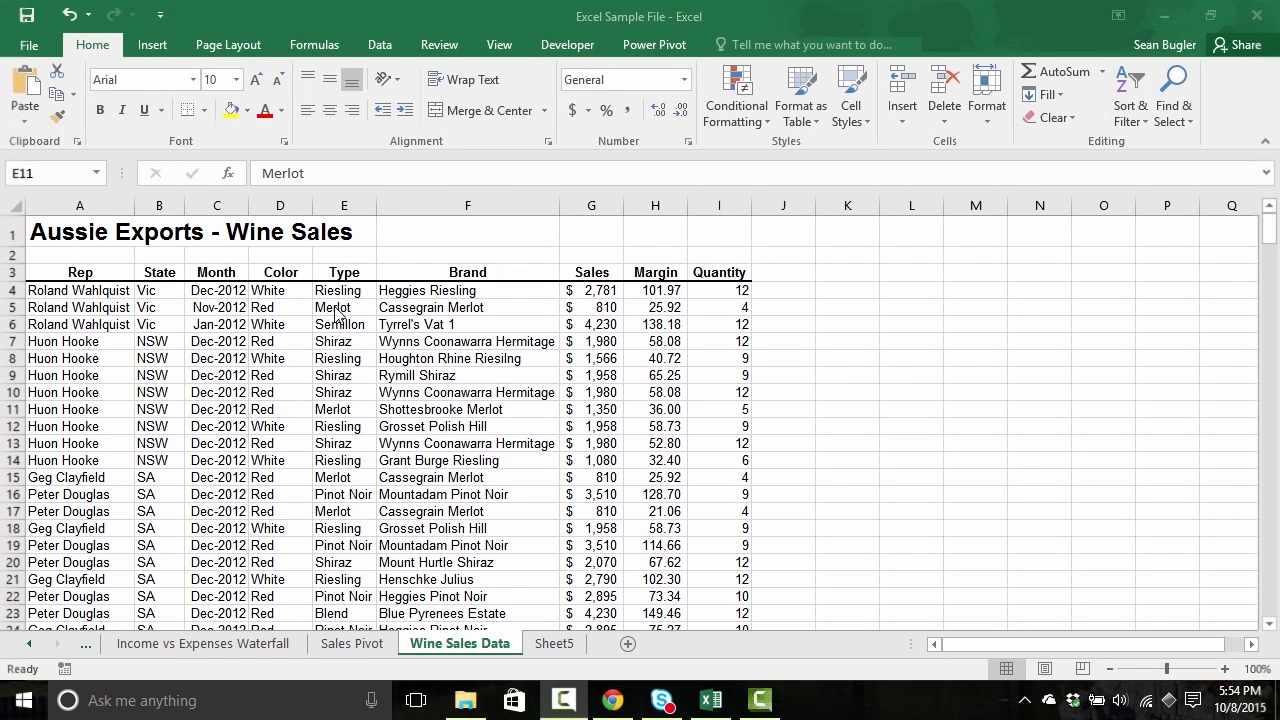 Excel Sample File - Excel
File Home Insert Page Layout Formulas Data Review View Developer Power Pivot Tell me what you want to do... Sean Bugler Share
Paste Arial 10 Wrap Text General Conditional Formatting Format as Table Cell Styles Insert Delete Format AutoSum Sort & Filter Find & Select
B I U Merge & Center $ % , Fill
Clear
Clipboard Font Alignment Number Styles Cells Editing
E11 fx Merlot
A B C D E F G H I J K L M N O P Q
1 Aussie Exports - Wine Sales
2
3 Rep State Month Color Type Brand Sales Margin Quantity
4 Roland Wahlquist Vic Dec-2012 White Riesling Heggies Riesling $ 2,781 101.97 12
5 Roland Wahlquist Vic Nov-2012 Red Merlot Cassegrain Merlot $ 810 25.92 4
6 Roland Wahlquist Vic Jan-2012 White Semillon Tyrrel's Vat 1 $ 4,230 138.18 12
7 Huon Hooke NSW Dec-2012 Red Shiraz Wynns Coonawarra Hermitage $ 1,980 58.08 12
8 Huon Hooke NSW Dec-2012 White Riesling Houghton Rhine Riesilng $ 1,566 40.72 9
9 Huon Hooke NSW Dec-2012 Red Shiraz Rymill Shiraz $ 1,958 65.25 9
10 Huon Hooke NSW Dec-2012 Red Shiraz Wynns Coonawarra Hermitage $ 1,980 58.08 12
11 Huon Hooke NSW Dec-2012 Red Merlot Shottesbrooke Merlot $ 1,350 36.00 5
12 Huon Hooke NSW Dec-2012 White Riesling Grosset Polish Hill $ 1,958 58.73 9
13 Huon Hooke NSW Dec-2012 Red Shiraz Wynns Coonawarra Hermitage $ 1,980 52.80 12
14 Huon Hooke NSW Dec-2012 White Riesling Grant Burge Riesling $ 1,080 32.40 6
15 Geg Clayfield SA Dec-2012 Red Merlot Cassegrain Merlot $ 810 25.92 4
16 Peter Douglas SA Dec-2012 Red Pinot Noir Mountadam Pinot Noir $ 3,510 128.70 9
17 Peter Douglas SA Dec-2012 Red Merlot Cassegrain Merlot $ 810 21.06 4
18 Geg Clayfield SA Dec-2012 White Riesling Grosset Polish Hill $ 1,958 58.73 9
19 Peter Douglas SA Dec-2012 Red Pinot Noir Mountadam Pinot Noir $ 3,510 114.66 9
20 Peter Douglas SA Dec-2012 Red Shiraz Mount Hurtle Shiraz $ 2,070 67.62 12
21 Geg Clayfield SA Dec-2012 White Riesling Henschke Julius $ 2,790 102.30 12
22 Peter Douglas SA Dec-2012 Red Pinot Noir Heggies Pinot Noir $ 2,895 73.34 10
23 Peter Douglas SA Dec-2012 Red Blend Blue Pyrenees Estate $ 4,230 149.46 12
... Income vs Expenses Waterfall Sales Pivot Wine Sales Data Sheet5
Ready 100%
Ask me anything 5:54 PM
10/8/2015